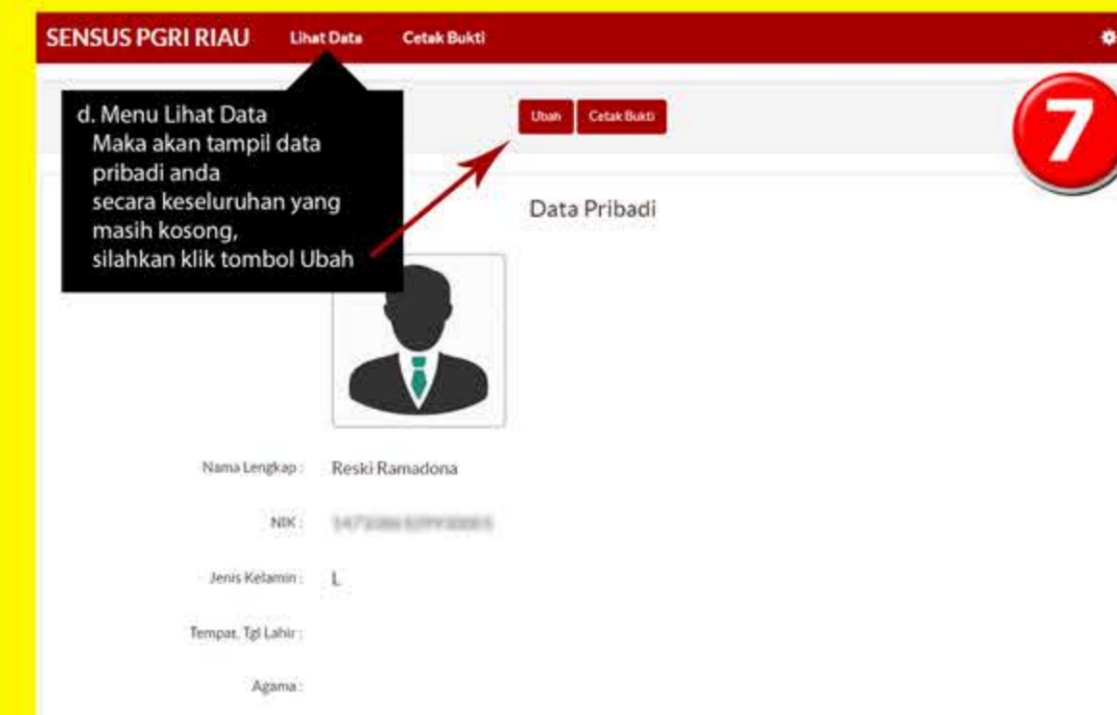 SENSUS PGRI RIAU Lihat Data Cetak Bukti
d. Menu Lihat Data
Maka akan tampil data
pribadi anda
secara keseluruhan yang
masih kosong,
silahkan klik tombol Ubah
Ubah Cetak Bukti
7
Data Pribadi
Nama Lengkap : Reski Ramadona
NIK :
Jenis Kelamin : L
Tempat, Tgl Lahir :
Agama :